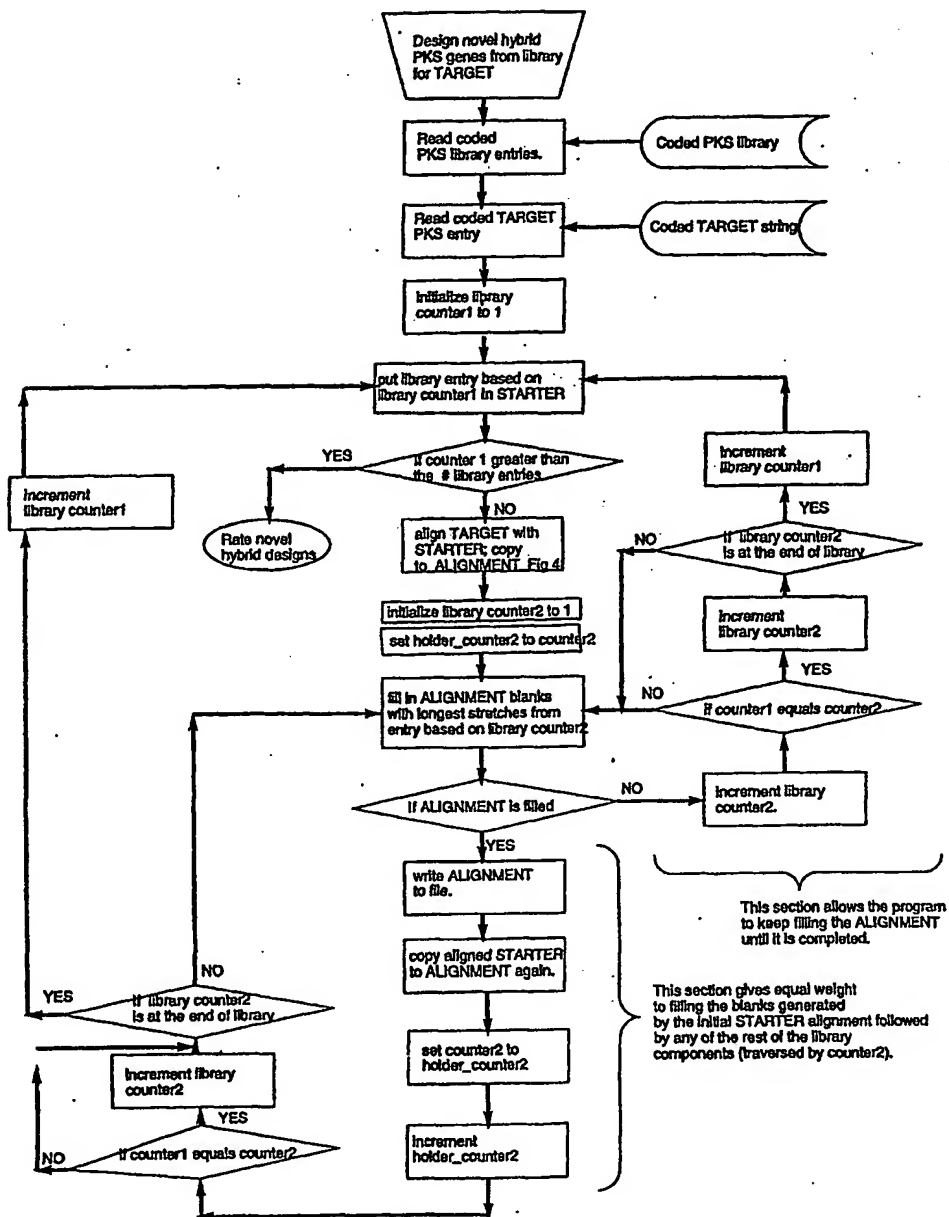 Design novel hybrid
PKS genes from library
for TARGET
Read coded
PKS library entries.
Coded PKS library
Read coded TARGET
PKS entry
Coded TARGET string
Initialize library
counter1 to 1
put library entry based on
library counter1 in STARTER
Increment
library counter1
YES
If counter 1 greater than
the # library entries
Increment
library counter1
Rate novel
hybrid designs
NO
align TARGET with
STARTER; copy
to ALIGNMENT Fig 4
YES
NO
If library counter2
is at the end of library
initialize library counter2 to 1
set holder_counter2 to counter2
Increment
library counter2
YES
fill in ALIGNMENT blanks
with longest stretches from
entry based on library counter2
NO
If counter1 equals counter2
If ALIGNMENT is filled
NO
Increment library
counter2.
YES
write ALIGNMENT
to file.
This section allows the program
to keep filling the ALIGNMENT
until it is completed.
copy aligned STARTER
to ALIGNMENT again.
YES
NO
If library counter2
is at the end of library
This section gives equal weight
to filling the blanks generated
by the initial STARTER alignment followed
by any of the rest of the library
components (traversed by counter2).
set counter2 to
holder_counter2
Increment library
counter2
YES
NO
If counter1 equals counter2
Increment
holder_counter2